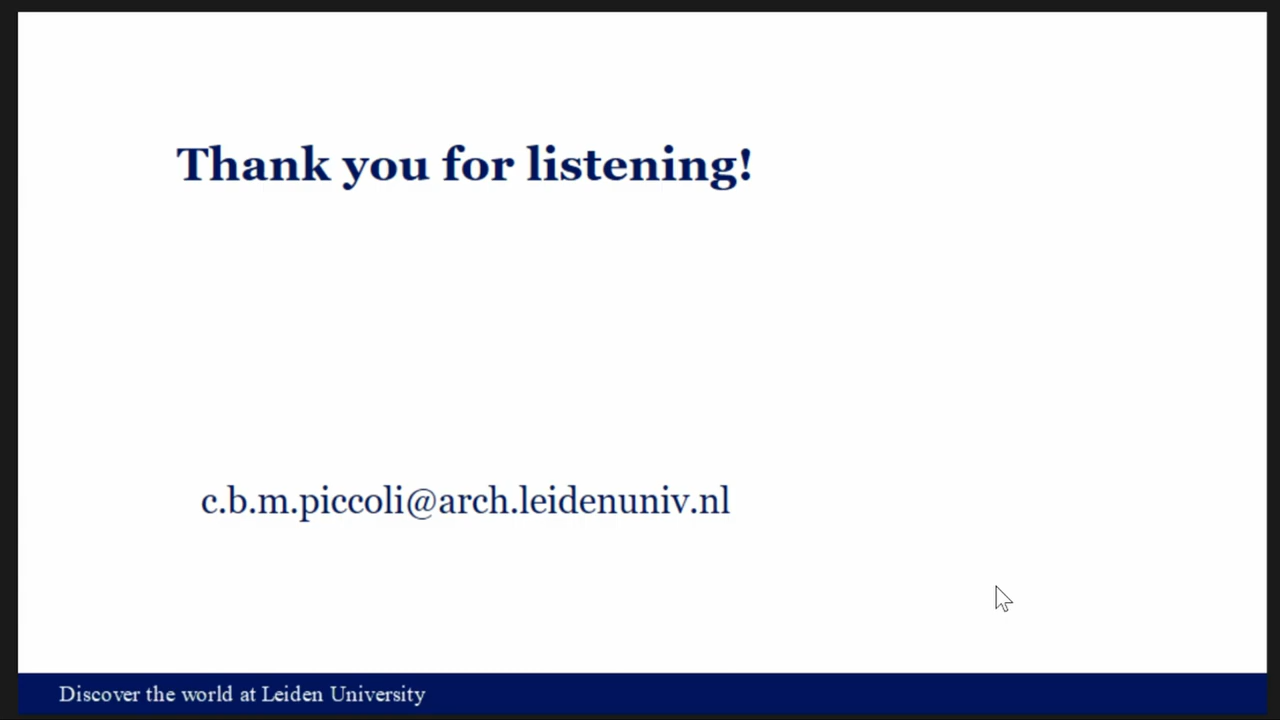 Thank you for listening!
c.b.m.piccoli@arch.leidenuniv.nl
Discover the world at Leiden University